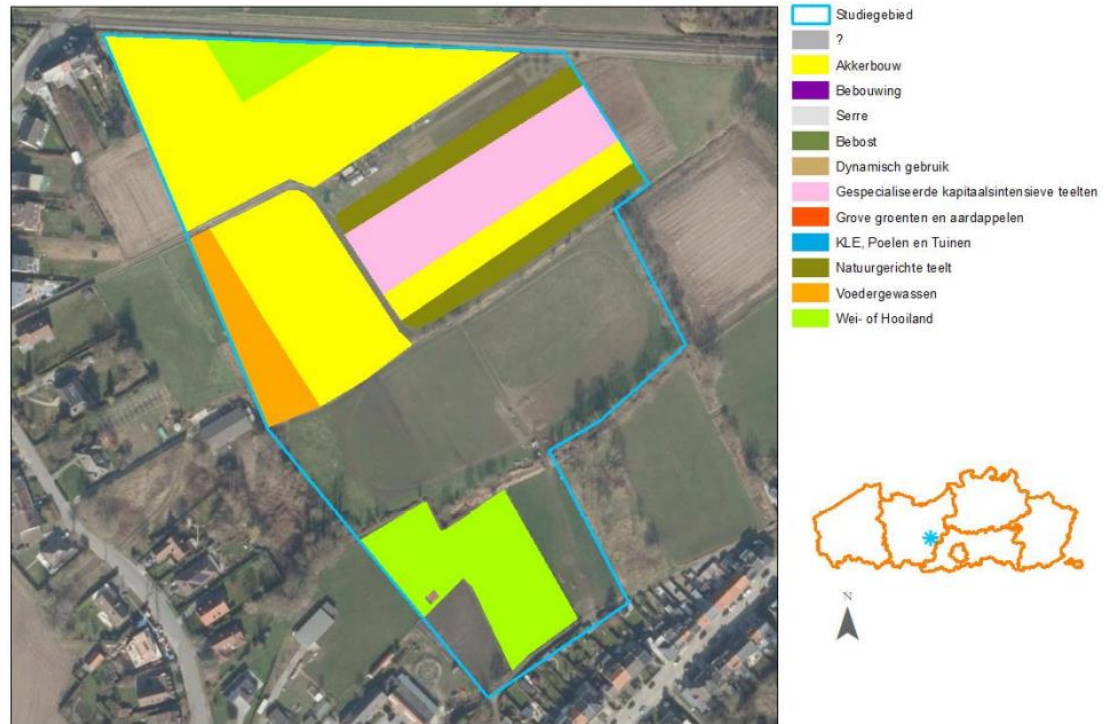 Studiegebied
?
Akkerbouw
Bebouwing
Serre
Bebost
Dynamisch gebruik
Gespecialiseerde kapitaalsintensieve teelten
Grove groenten en aardappelen
KLE, Poelen en Tuinen
Natuurgerichte teelt
Voedergewassen
Wei- of Hooiland
N